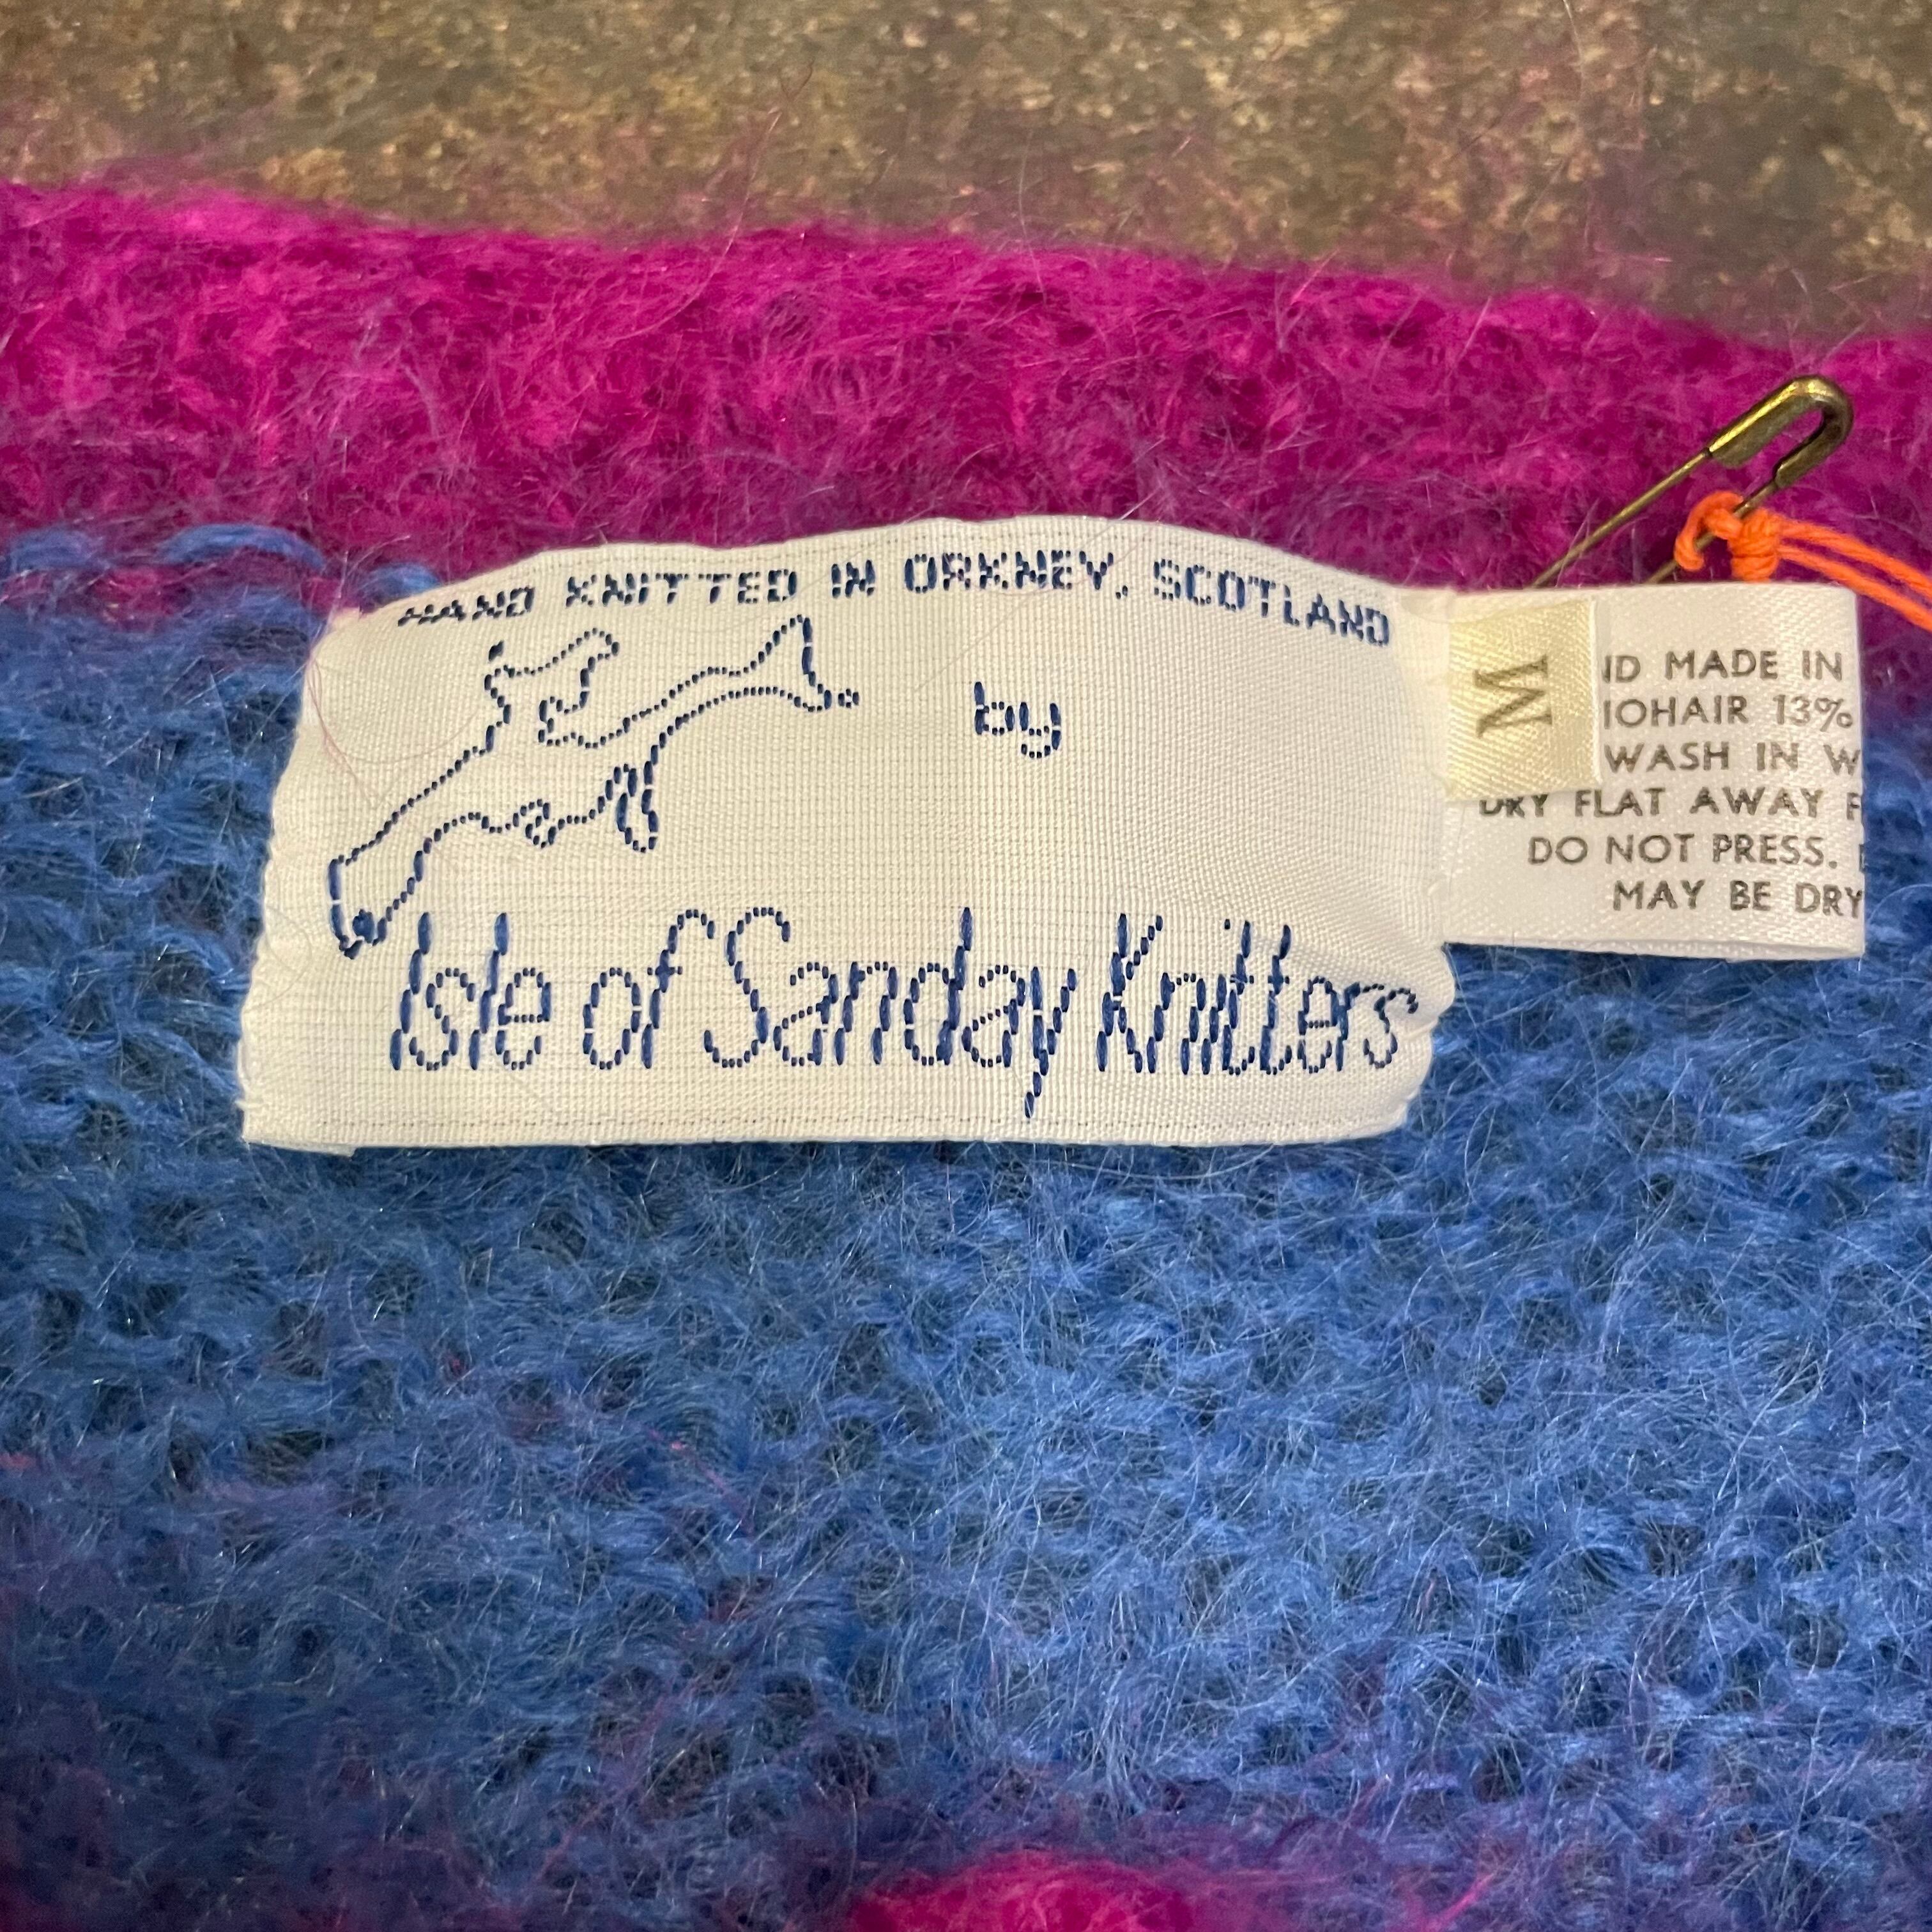 HAND KNITTED IN ORKNEY, SCOTLAND
by
Isle of Sanday Knitters
M
ID MADE IN
IOHAIR 13%
WASH IN W
DRY FLAT AWAY F
DO NOT PRESS.
MAY BE DRY